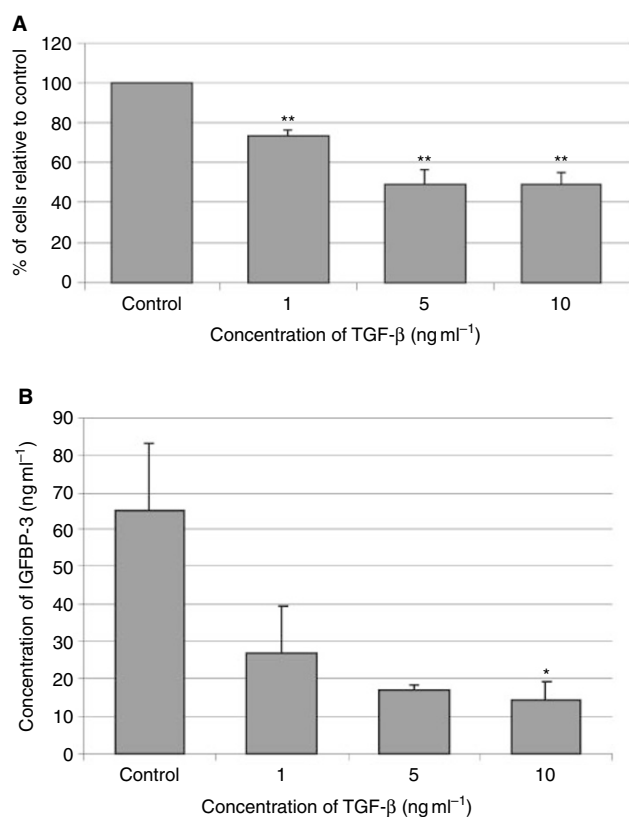 A
120
100
80
60
40
20
0
% of cells relative to control
**
**
**
Control 1 5 10
Concentration of TGF-β (ng ml⁻¹)
B
90
80
70
60
50
40
30
20
10
0
Concentration of IGFBP-3 (ng ml⁻¹)
*
Control 1 5 10
Concentration of TGF-β (ng ml⁻¹)